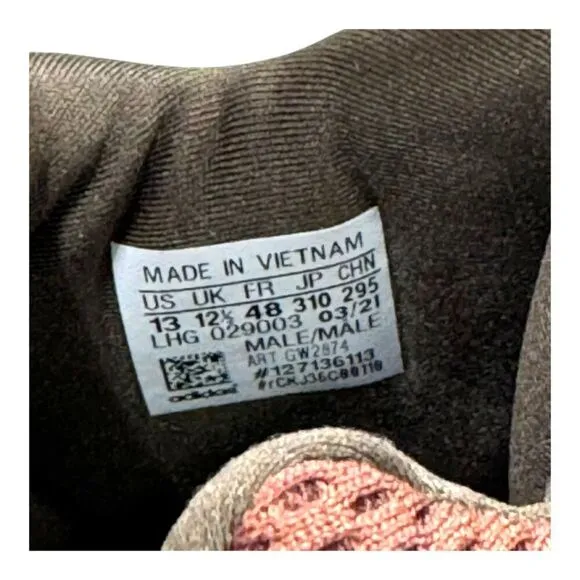 MADE IN VIETNAM
US UK FR JP CHN
13 12½ 48 310 295
LHG 029003 03/21
MALE/MALE
ART GW2874
#127136113
adidas